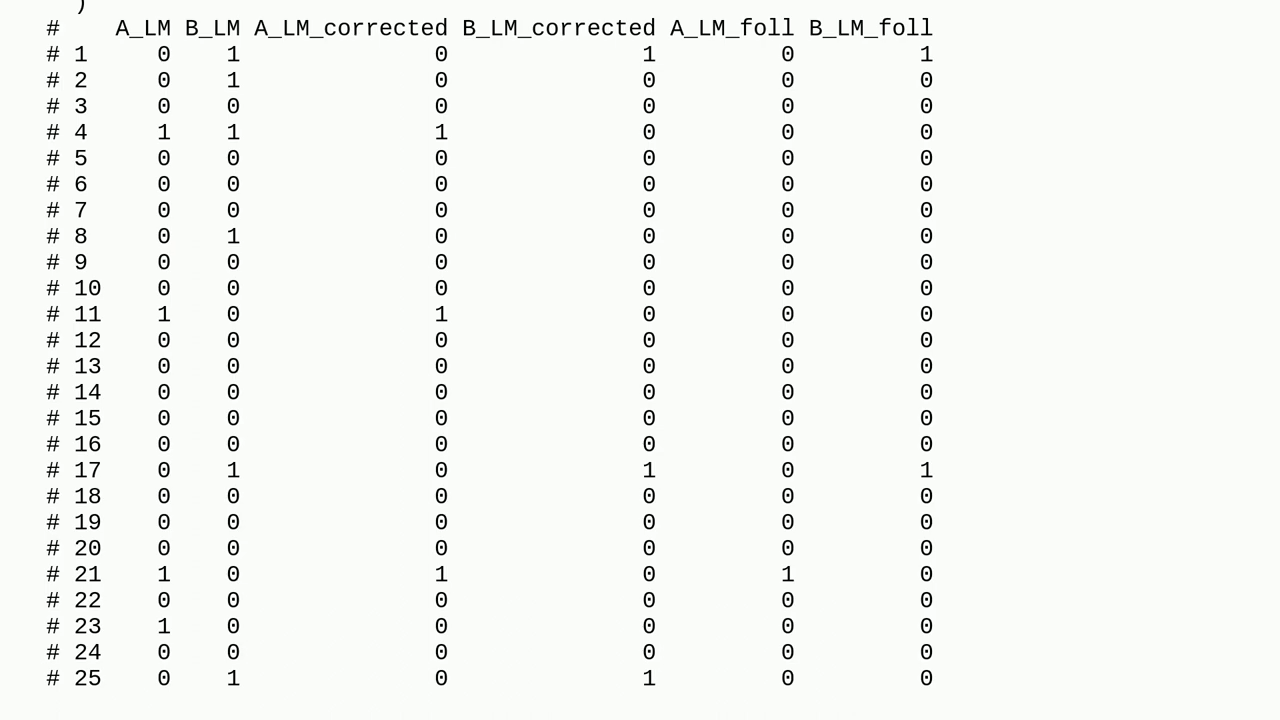 )
#    A_LM B_LM A_LM_corrected B_LM_corrected A_LM_foll B_LM_foll
# 1     0    1              0              1         0         1
# 2     0    1              0              0         0         0
# 3     0    0              0              0         0         0
# 4     1    1              1              0         0         0
# 5     0    0              0              0         0         0
# 6     0    0              0              0         0         0
# 7     0    0              0              0         0         0
# 8     0    1              0              0         0         0
# 9     0    0              0              0         0         0
# 10    0    0              0              0         0         0
# 11    1    0              1              0         0         0
# 12    0    0              0              0         0         0
# 13    0    0              0              0         0         0
# 14    0    0              0              0         0         0
# 15    0    0              0              0         0         0
# 16    0    0              0              0         0         0
# 17    0    1              0              1         0         1
# 18    0    0              0              0         0         0
# 19    0    0              0              0         0         0
# 20    0    0              0              0         0         0
# 21    1    0              1              0         1         0
# 22    0    0              0              0         0         0
# 23    1    0              0              0         0         0
# 24    0    0              0              0         0         0
# 25    0    1              0              1         0         0